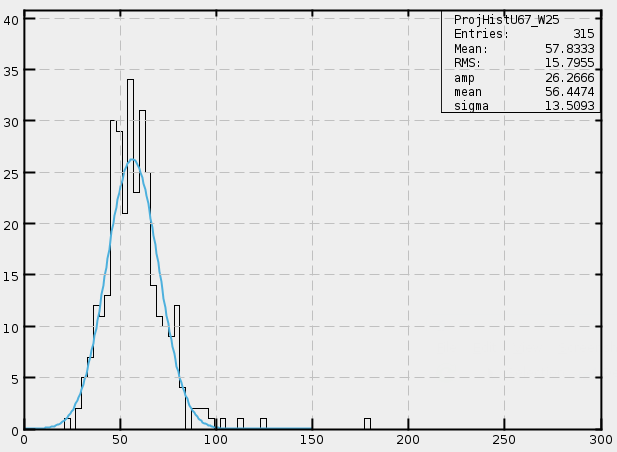 ProjHistU67_W25
Entries: 315
Mean: 57.8333
RMS: 15.7955
amp 26.2666
mean 56.4474
sigma 13.5093
40
35
30
25
20
15
10
5
0
0 50 100 150 200 250 300